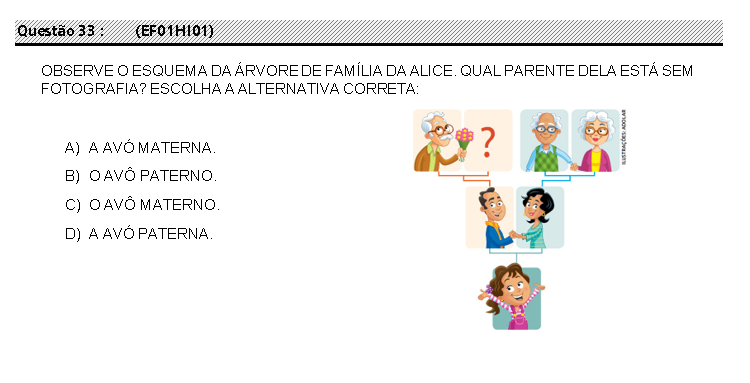 Questão 33 : (EF01HI01)
OBSERVE O ESQUEMA DA ÁRVORE DE FAMÍLIA DA ALICE. QUAL PARENTE DELA ESTÁ SEM
FOTOGRAFIA? ESCOLHA A ALTERNATIVA CORRETA:
A) A AVÓ MATERNA.
B) O AVÔ PATERNO.
C) O AVÔ MATERNO.
D) A AVÓ PATERNA.
?
ILUSTRAÇÕES: ADOLAR